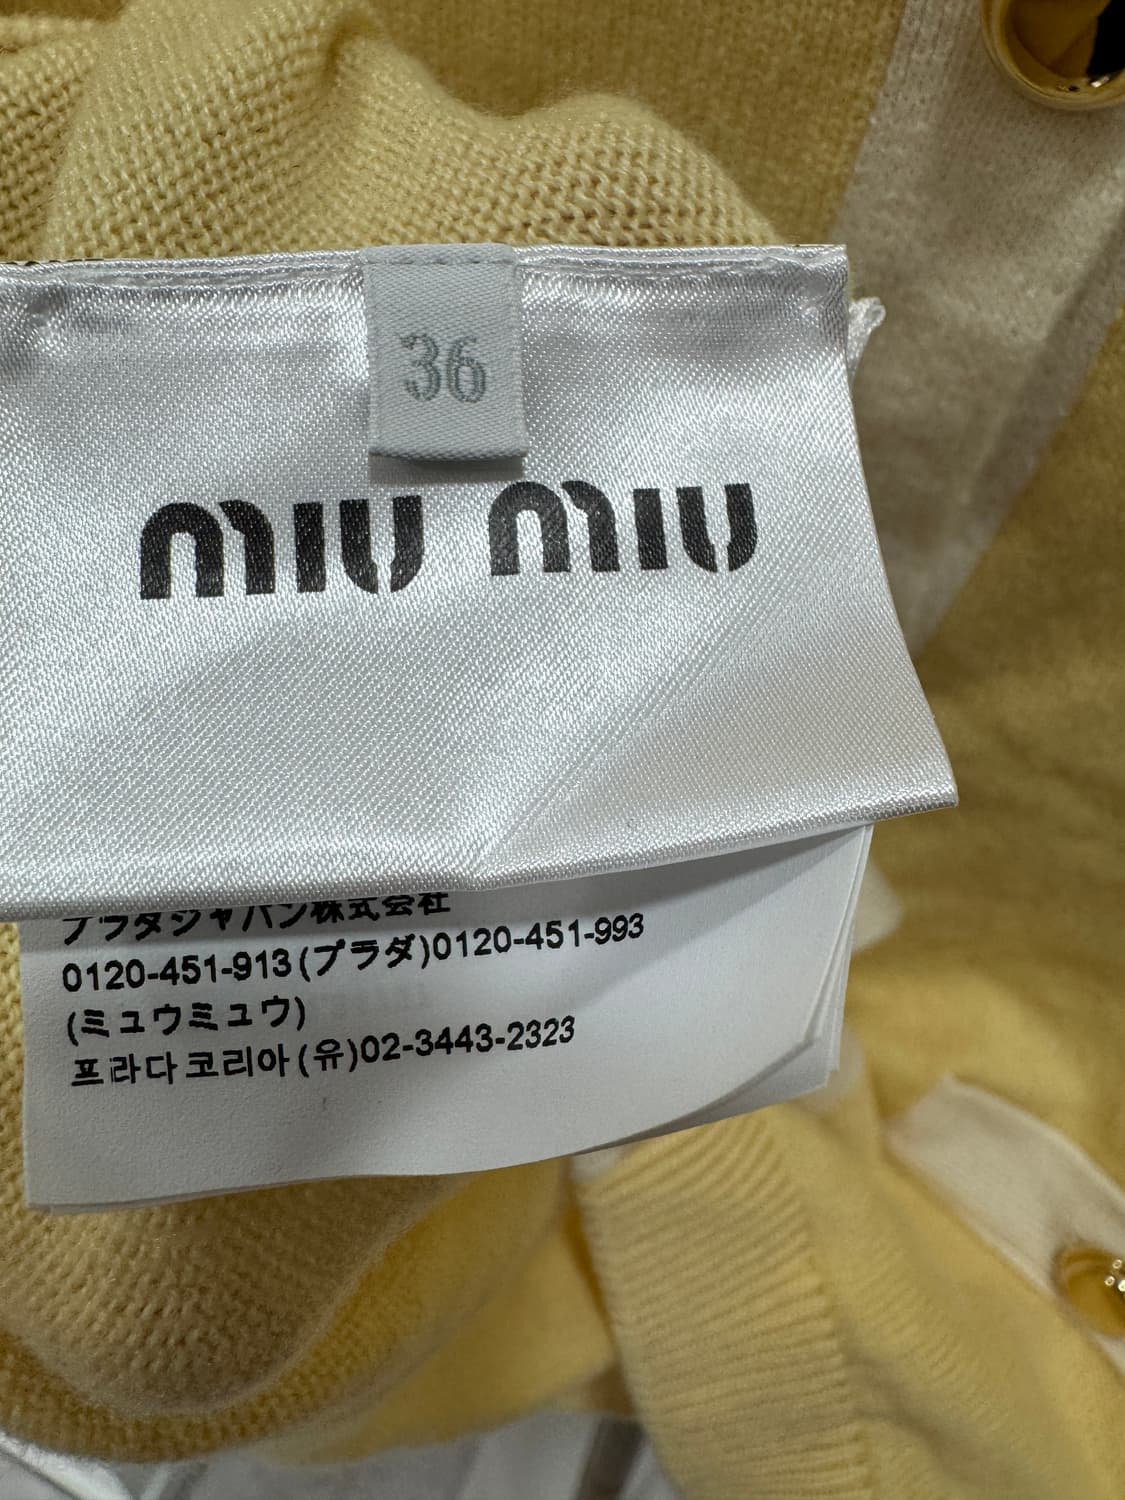 36
miu miu
プラダジャパン株式会社
0120-451-913(プラダ)0120-451-993
(ミュウミュウ)
프라다코리아(유)02-3443-2323